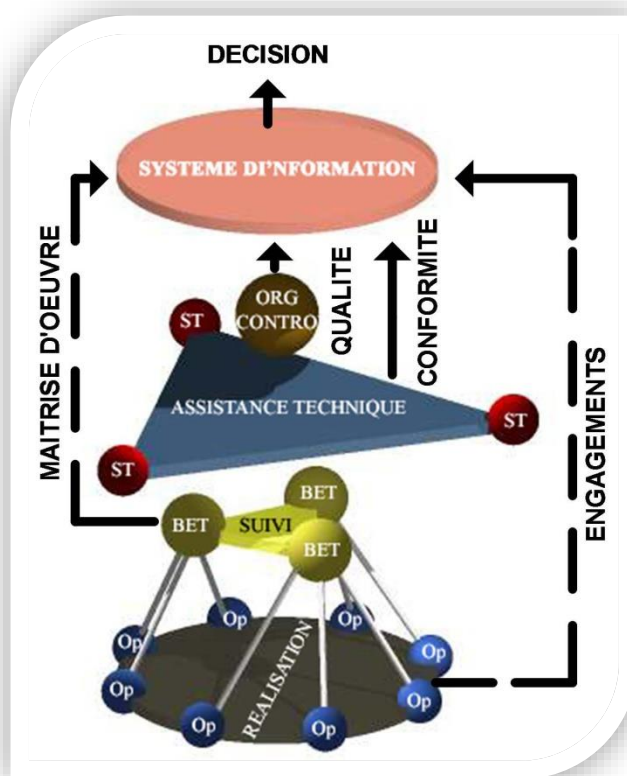 DECISION
SYSTEME DI'NFORMATION
MAITRISE D'OEUVRE
QUALITE
CONFORMITE
ENGAGEMENTS
ORG
CONTRO
ST
ASSISTANCE TECHNIQUE
ST
ST
BET
BET
SUIVI
BET
Op
Op
Op
Op
Op
Op
Op
Op
REALISATION